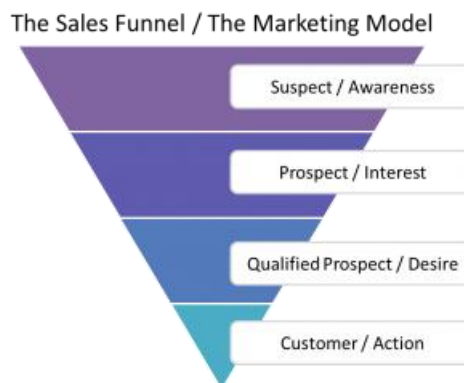 The Sales Funnel / The Marketing Model
Suspect / Awareness
Prospect / Interest
Qualified Prospect / Desire
Customer / Action